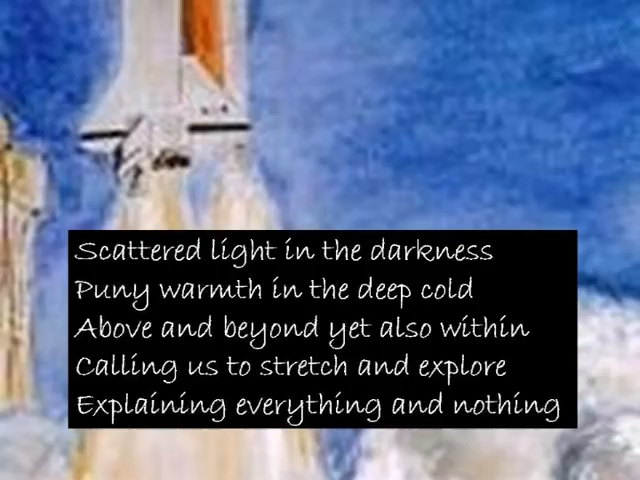 Scattered light in the darkness
Puny warmth in the deep cold
Above and beyond yet also within
Calling us to stretch and explore
Explaining everything and nothing